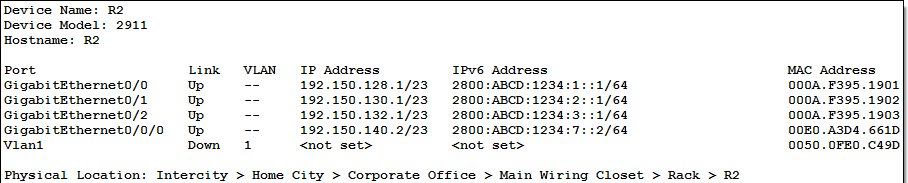 Device Name: R2
Device Model: 2911
Hostname: R2
Port Link VLAN IP Address IPv6 Address MAC Address
GigabitEthernet0/0 Up -- 192.150.128.1/23 2800:ABCD:1234:1::1/64 000A.F395.1901
GigabitEthernet0/1 Up -- 192.150.130.1/23 2800:ABCD:1234:2::1/64 000A.F395.1902
GigabitEthernet0/2 Up -- 192.150.132.1/23 2800:ABCD:1234:3::1/64 000A.F395.1903
GigabitEthernet0/0/0 Up -- 192.150.140.2/23 2800:ABCD:1234:7::2/64 00E0.A3D4.661D
Vlan1 Down 1 <not set> <not set> 0050.0FE0.C49D
Physical Location: Intercity > Home City > Corporate Office > Main Wiring Closet > Rack > R2